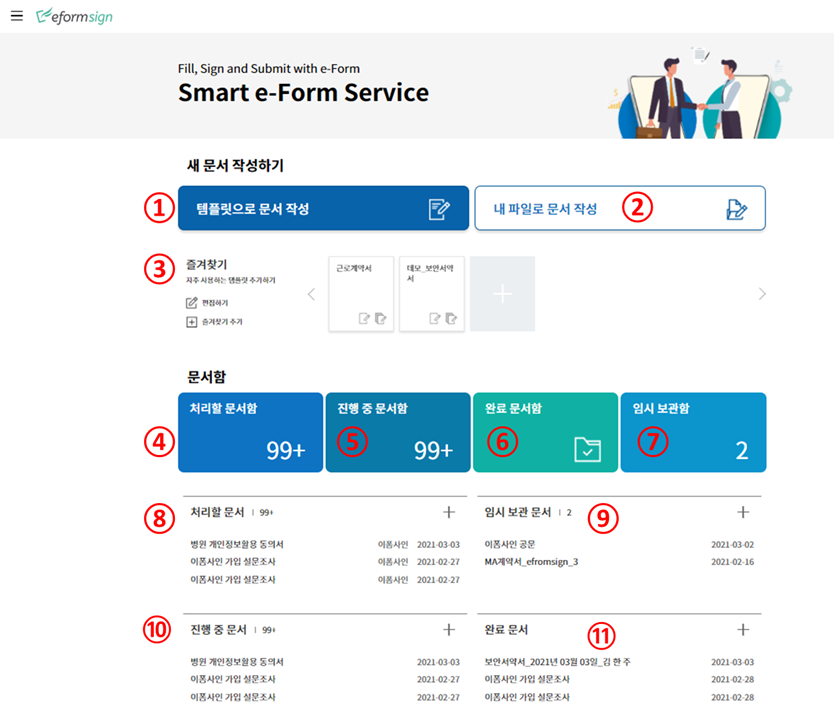 eformsign
Fill, Sign and Submit with e-Form
Smart e-Form Service
새 문서 작성하기
① 템플릿으로 문서 작성
내 파일로 문서 작성 ②
③ 즐겨찾기
자주 사용하는 템플릿 추가하기
편집하기
즐겨찾기 추가
근로계약서
데모_보안서약
서
문서함
④ 처리할 문서함 99+
진행 중 문서함 ⑤ 99+
완료 문서함 ⑥
임시 보관함 ⑦ 2
⑧ 처리할 문서 | 99+
병원 개인정보활용 동의서 이폼사인 2021-03-03
이폼사인 가입 설문조사 이폼사인 2021-02-27
이폼사인 가입 설문조사 이폼사인 2021-02-27
임시 보관 문서 | 2 ⑨
이폼사인 공문 2021-03-02
MA계약서_efromsign_3 2021-02-16
⑩ 진행 중 문서 | 99+
병원 개인정보활용 동의서 2021-03-03
이폼사인 가입 설문조사 2021-02-27
이폼사인 가입 설문조사 2021-02-27
완료 문서 ⑪
보안서약서_2021년 03월 03일_김 한 주 2021-03-03
이폼사인 가입 설문조사 2021-02-28
이폼사인 가입 설문조사 2021-02-28